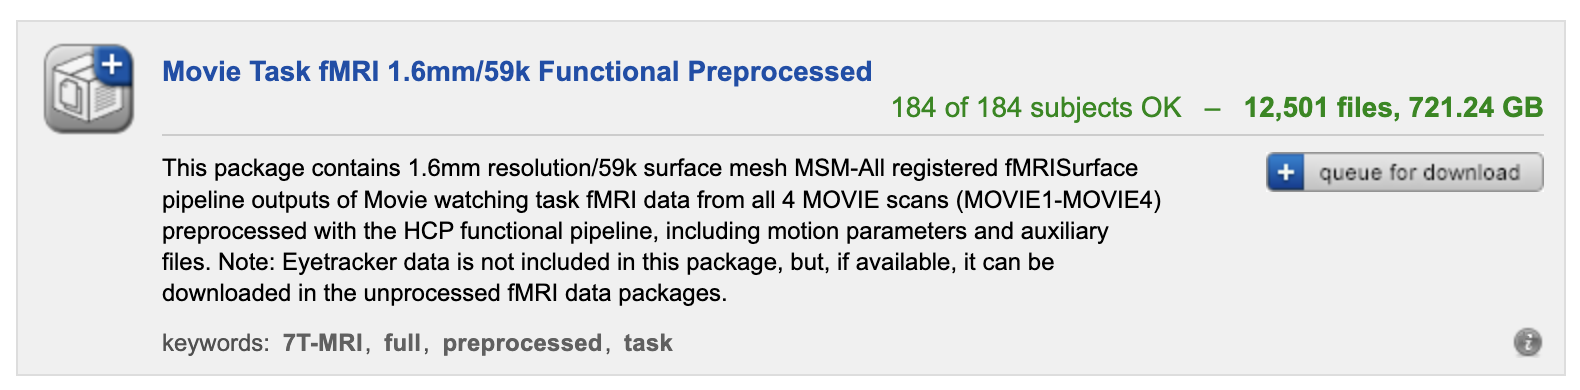 Movie Task fMRI 1.6mm/59k Functional Preprocessed
184 of 184 subjects OK – 12,501 files, 721.24 GB
This package contains 1.6mm resolution/59k surface mesh MSM-All registered fMRISurface
pipeline outputs of Movie watching task fMRI data from all 4 MOVIE scans (MOVIE1-MOVIE4)
preprocessed with the HCP functional pipeline, including motion parameters and auxiliary
files. Note: Eyetracker data is not included in this package, but, if available, it can be
downloaded in the unprocessed fMRI data packages.
queue for download
keywords: 7T-MRI, full, preprocessed, task